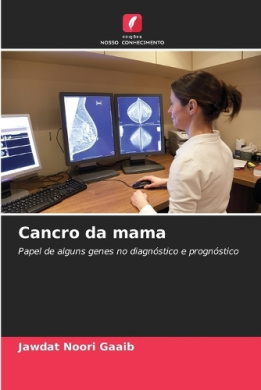 edições
NOSSO CONHECIMENTO
Cancro da mama
Papel de alguns genes no diagnóstico e prognóstico
Jawdat Noori Gaaib